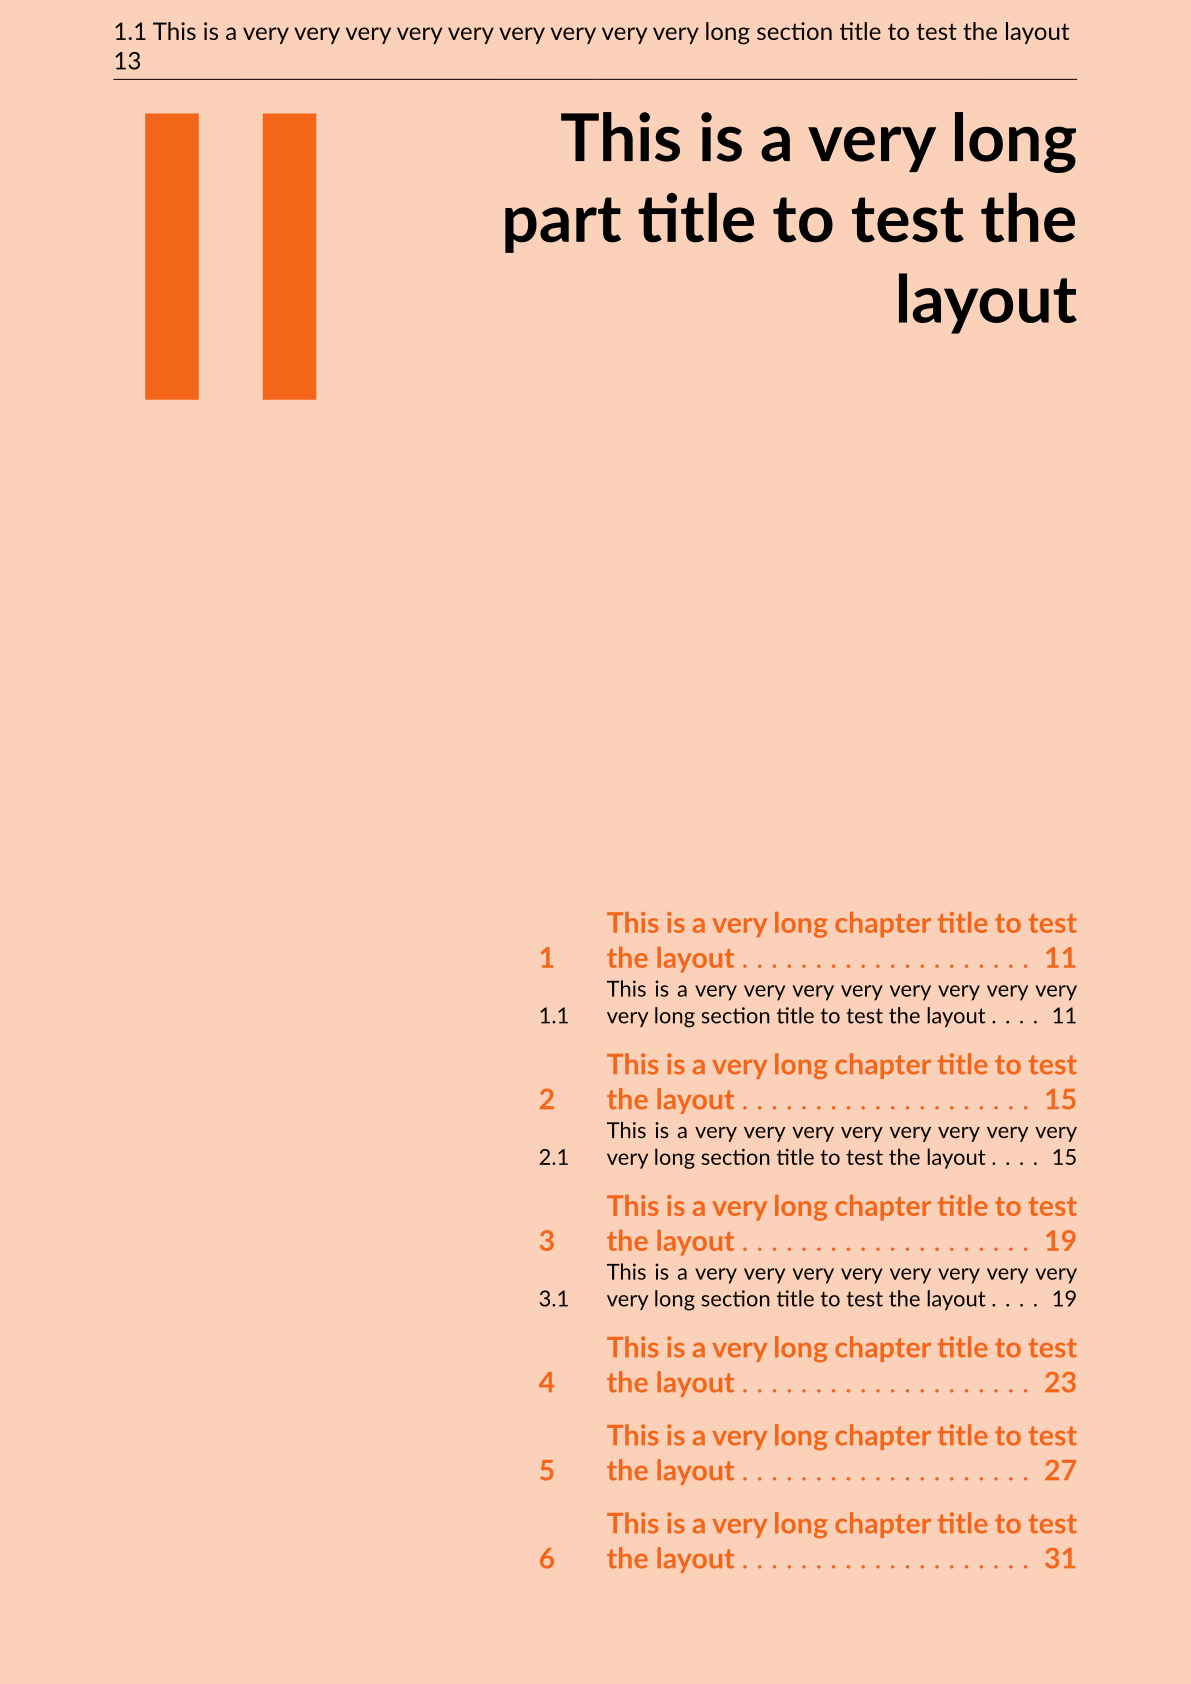 1.1 This is a very very very very very very very very very long section title to test the layout
13
II
This is a very long
part title to test the
layout
This is a very long chapter title to test
1 the layout . . . . . . . . . . . . . . . . . . . . 11
This is a very very very very very very very very
1.1 very long section title to test the layout . . . . 11
This is a very long chapter title to test
2 the layout . . . . . . . . . . . . . . . . . . . . 15
This is a very very very very very very very very
2.1 very long section title to test the layout . . . . 15
This is a very long chapter title to test
3 the layout . . . . . . . . . . . . . . . . . . . . 19
This is a very very very very very very very very
3.1 very long section title to test the layout . . . . 19
This is a very long chapter title to test
4 the layout . . . . . . . . . . . . . . . . . . . . 23
This is a very long chapter title to test
5 the layout . . . . . . . . . . . . . . . . . . . . 27
This is a very long chapter title to test
6 the layout . . . . . . . . . . . . . . . . . . . . 31